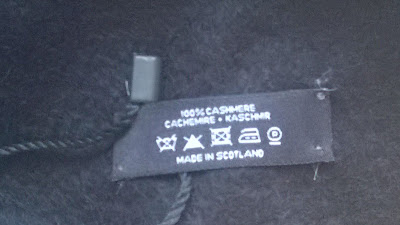 100% CASHMERE
CACHEMIRE • KASCHMIR
MADE IN SCOTLAND